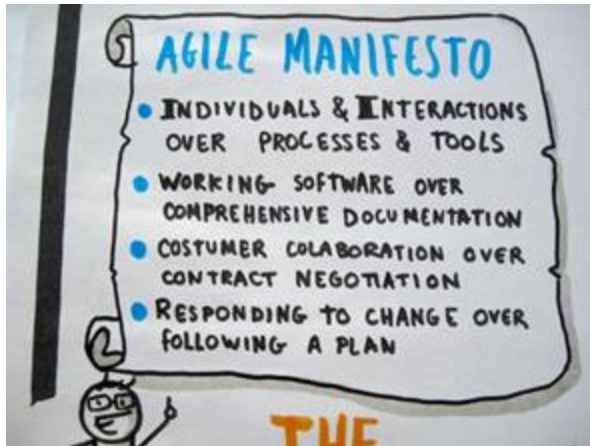 AGILE MANIFESTO
INDIVIDUALS & INTERACTIONS
OVER PROCESSES & TOOLS
WORKING SOFTWARE OVER
COMPREHENSIVE DOCUMENTATION
COSTUMER COLABORATION OVER
CONTRACT NEGOTIATION
RESPONDING TO CHANGE OVER
FOLLOWING A PLAN
THE